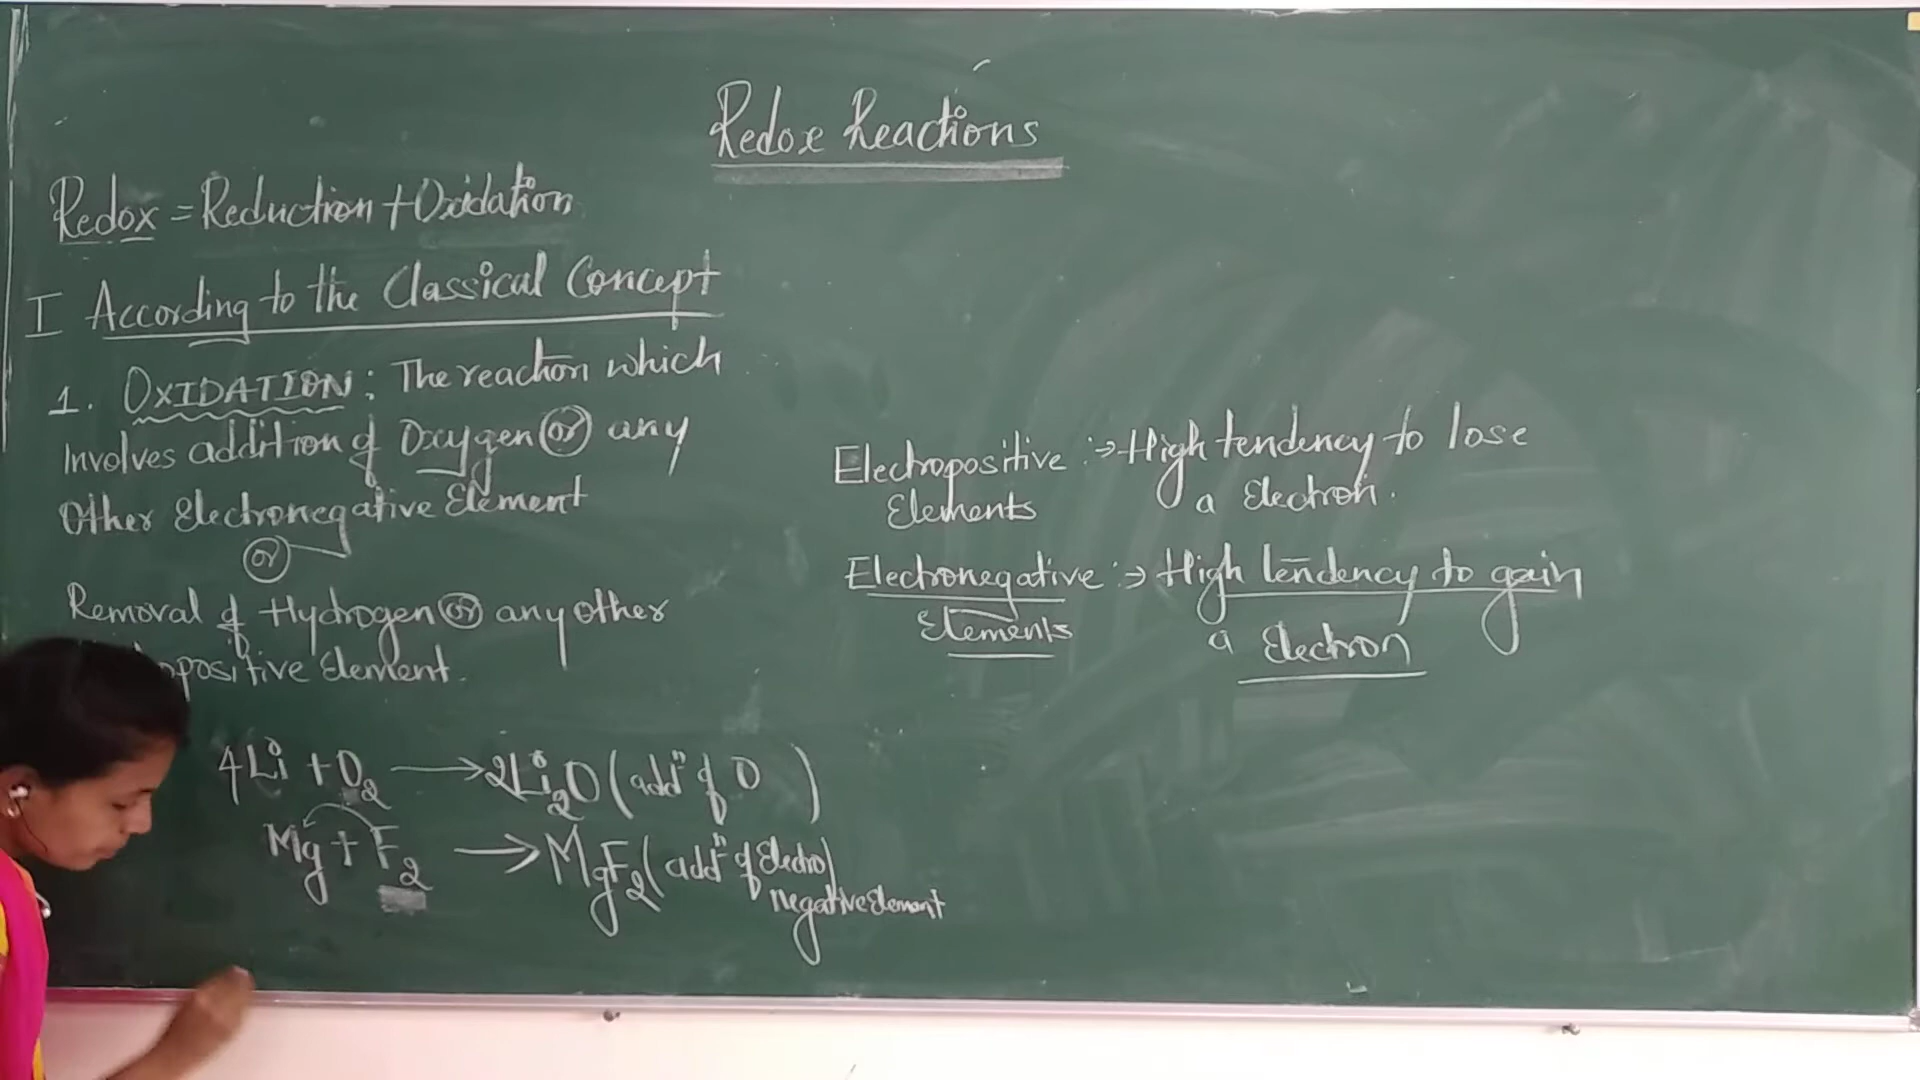 Redox Reactions
Redox = Reduction + Oxidation
I According to the Classical Concept
1. OXIDATION : The reaction which
Involves addition of Oxygen (or) any
Other Electronegative Element
(or)
Removal of Hydrogen (or) any other
opositive Element.
4Li + O₂ → 2Li₂O (addⁿ of O )
Mg + F₂ → MgF₂ (addⁿ of Electro)
negative Element
Electropositive :→ High tendency to lose
Elements a Electron.
Electronegative :→ High tendency to gain
Elements a Electron